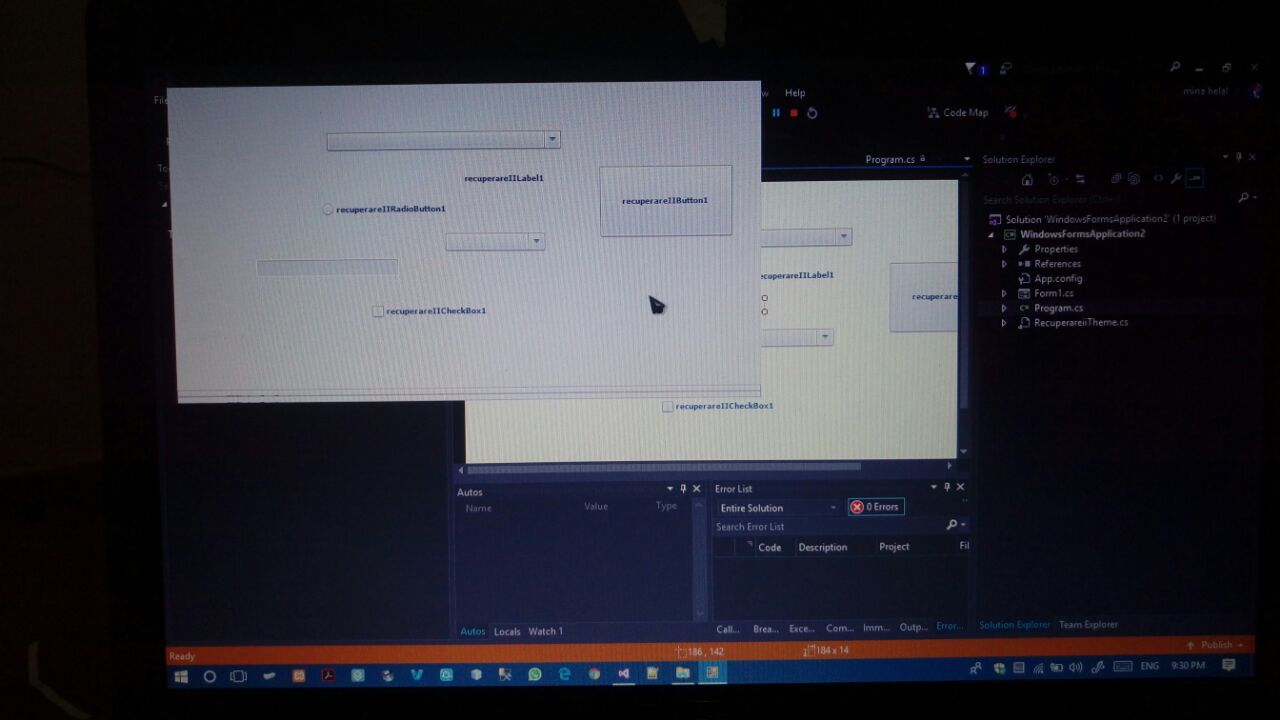 1
mina helal
File
w Help
Code Map
Program.cs
Solution Explorer
Search Solution Explorer (Ctrl+;)
Solution 'WindowsFormsApplication2' (1 project)
WindowsFormsApplication2
Properties
References
App.config
Form1.cs
Program.cs
RecuperareiiTheme.cs
recuperareIILabel1
recuperareIIRadioButton1
recuperareIIButton1
recuperareIICheckBox1
ecuperareIILabel1
recuperare
recuperareIICheckBox1
Autos
Name Value Type
Error List
Entire Solution
0 Errors
Search Error List
Code Description Project Fil
Autos Locals Watch 1
Call... Brea... Exce... Com... Imm... Outp... Error...
Solution Explorer Team Explorer
Ready
186 , 142
184 x 14
Publish
ENG 9:30 PM